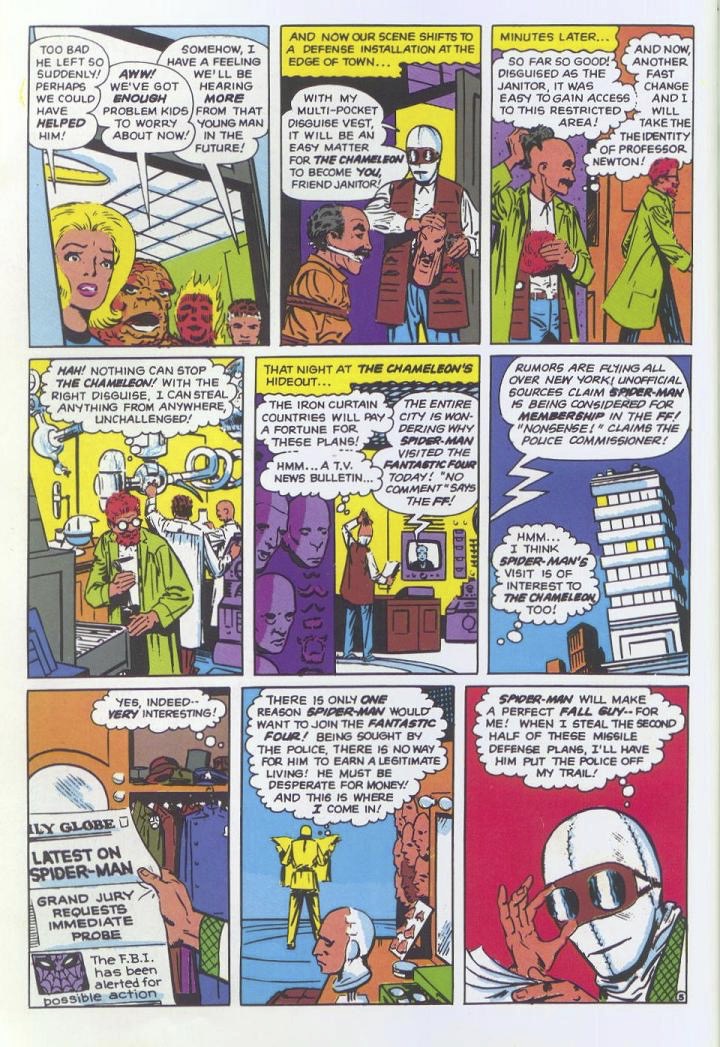 TOO BAD
HE LEFT SO
SUDDENLY!
PERHAPS
WE COULD
HAVE
HELPED
HIM!
AWW!
WE'VE GOT
ENOUGH
PROBLEM KIDS
TO WORRY
ABOUT NOW!
SOMEHOW, I
HAVE A FEELING
WE'LL BE
HEARING
MORE
FROM THAT
YOUNG MAN
IN THE
FUTURE!
AND NOW OUR SCENE SHIFTS TO
A DEFENSE INSTALLATION AT THE
EDGE OF TOWN...
WITH MY
MULTI-POCKET
DISGUISE VEST,
IT WILL BE AN
EASY MATTER
FOR THE CHAMELEON
TO BECOME YOU,
FRIEND JANITOR!
MINUTES LATER...
SO FAR SO GOOD!
DISGUISED AS THE
JANITOR, IT WAS
EASY TO GAIN ACCESS
TO THIS RESTRICTED
AREA!
AND NOW,
ANOTHER
FAST
CHANGE
AND I
WILL
TAKE THE
THE IDENTITY
OF PROFESSOR
NEWTON!
HAH! NOTHING CAN STOP
THE CHAMELEON! WITH THE
RIGHT DISGUISE, I CAN STEAL
ANYTHING FROM ANYWHERE,
UNCHALLENGED!
THAT NIGHT AT THE CHAMELEON'S
HIDEOUT...
THE IRON CURTAIN
COUNTRIES WILL PAY
A FORTUNE FOR
THESE PLANS!
HMM...A T.V.
NEWS BULLETIN...
THE ENTIRE
CITY IS WON-
DERING WHY
SPIDER-MAN
VISITED THE
FANTASTIC FOUR
TODAY! "NO
COMMENT" SAYS
THE FF!
RUMORS ARE FLYING ALL
OVER NEW YORK! UNOFFICIAL
SOURCES CLAIM SPIDER-MAN
IS BEING CONSIDERED FOR
MEMBERSHIP IN THE FF!
"NONSENSE!" CLAIMS THE
POLICE COMMISSIONER!
HMM...
I THINK
SPIDER-MAN'S
VISIT IS OF
INTEREST TO
THE CHAMELEON,
TOO!
YES, INDEED--
VERY INTERESTING!
ILY GLOBE
LATEST ON
SPIDER-MAN
GRAND JURY
REQUESTS
IMMEDIATE
PROBE
The F.B.I.
has been
alerted for
possible action
THERE IS ONLY ONE
REASON SPIDER-MAN WOULD
WANT TO JOIN THE FANTASTIC
FOUR! BEING SOUGHT BY
THE POLICE, THERE IS NO WAY
FOR HIM TO EARN A LEGITIMATE
LIVING! HE MUST BE
DESPERATE FOR MONEY!
AND THIS IS WHERE
I COME IN!
SPIDER-MAN WILL MAKE
A PERFECT FALL GUY--FOR
ME! WHEN I STEAL THE SECOND
HALF OF THESE MISSILE
DEFENSE PLANS, I'LL HAVE
HIM PUT THE POLICE OFF
MY TRAIL!
5